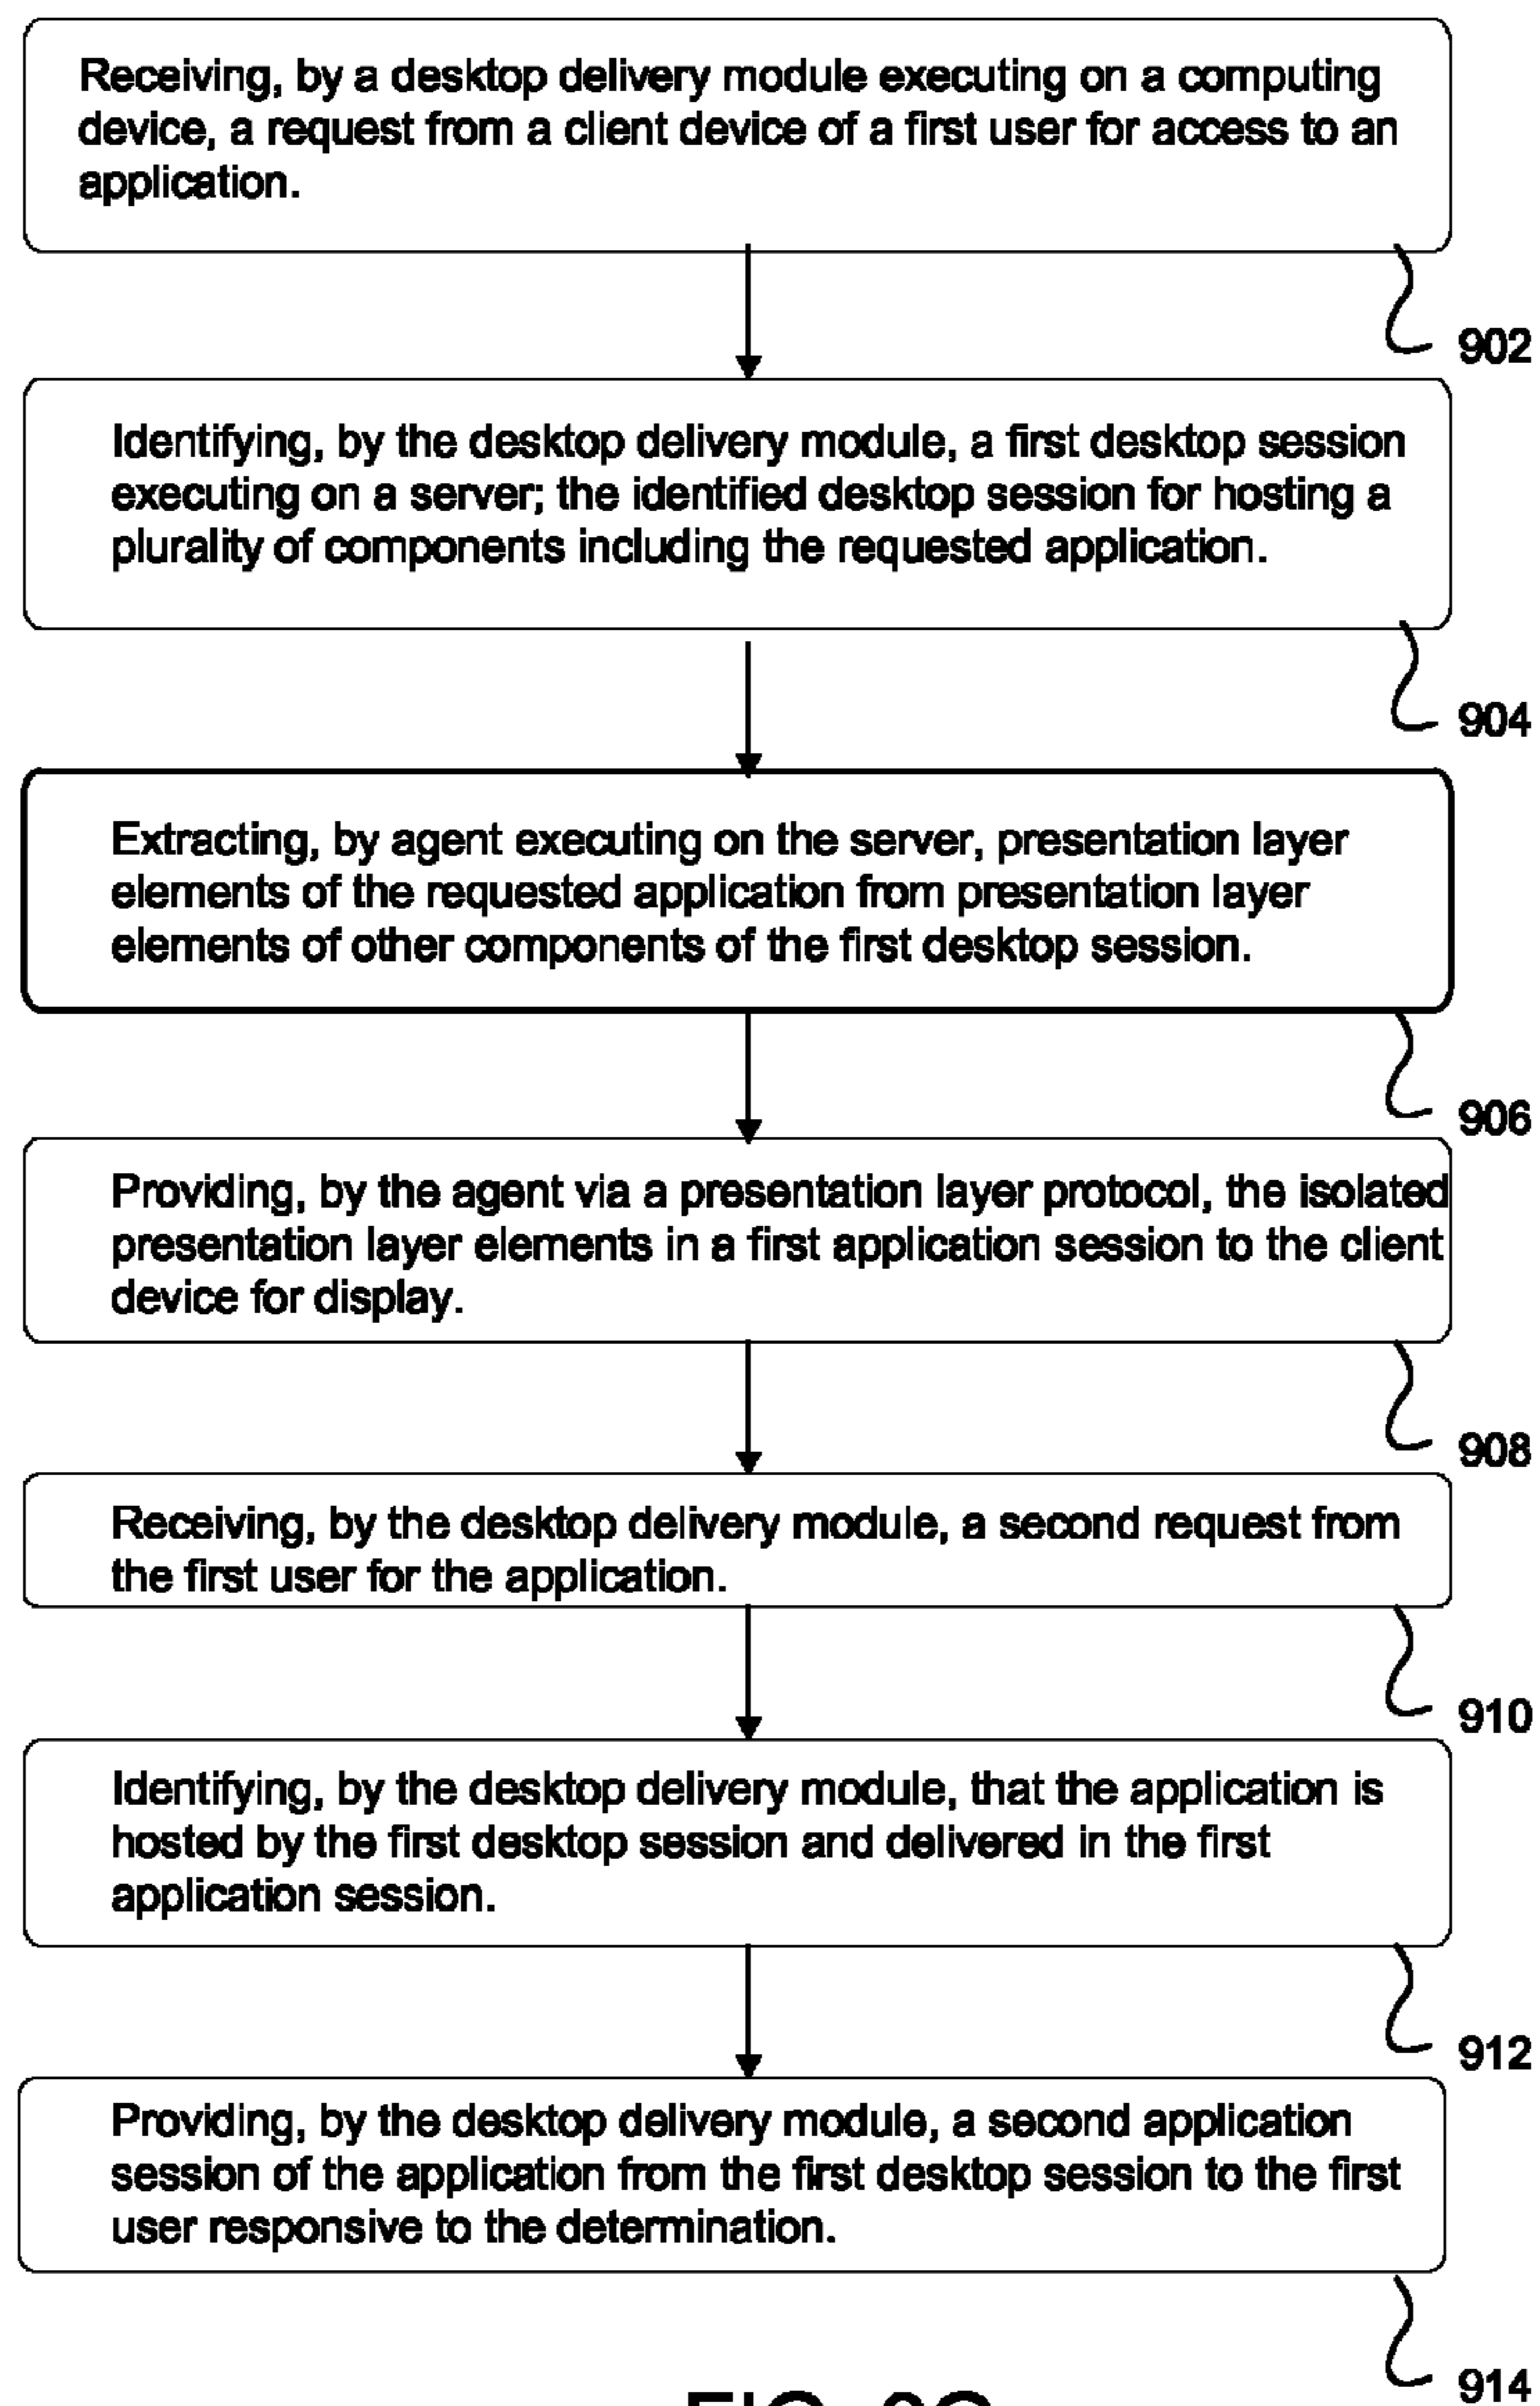 Receiving, by a desktop delivery module executing on a computing
device, a request from a client device of a first user for access to an
application.
902
Identifying, by the desktop delivery module, a first desktop session
executing on a server; the identified desktop session for hosting a
plurality of components including the requested application.
904
Extracting, by agent executing on the server, presentation layer
elements of the requested application from presentation layer
elements of other components of the first desktop session.
906
Providing, by the agent via a presentation layer protocol, the isolated
presentation layer elements in a first application session to the client
device for display.
908
Receiving, by the desktop delivery module, a second request from
the first user for the application.
910
Identifying, by the desktop delivery module, that the application is
hosted by the first desktop session and delivered in the first
application session.
912
Providing, by the desktop delivery module, a second application
session of the application from the first desktop session to the first
user responsive to the determination.
914